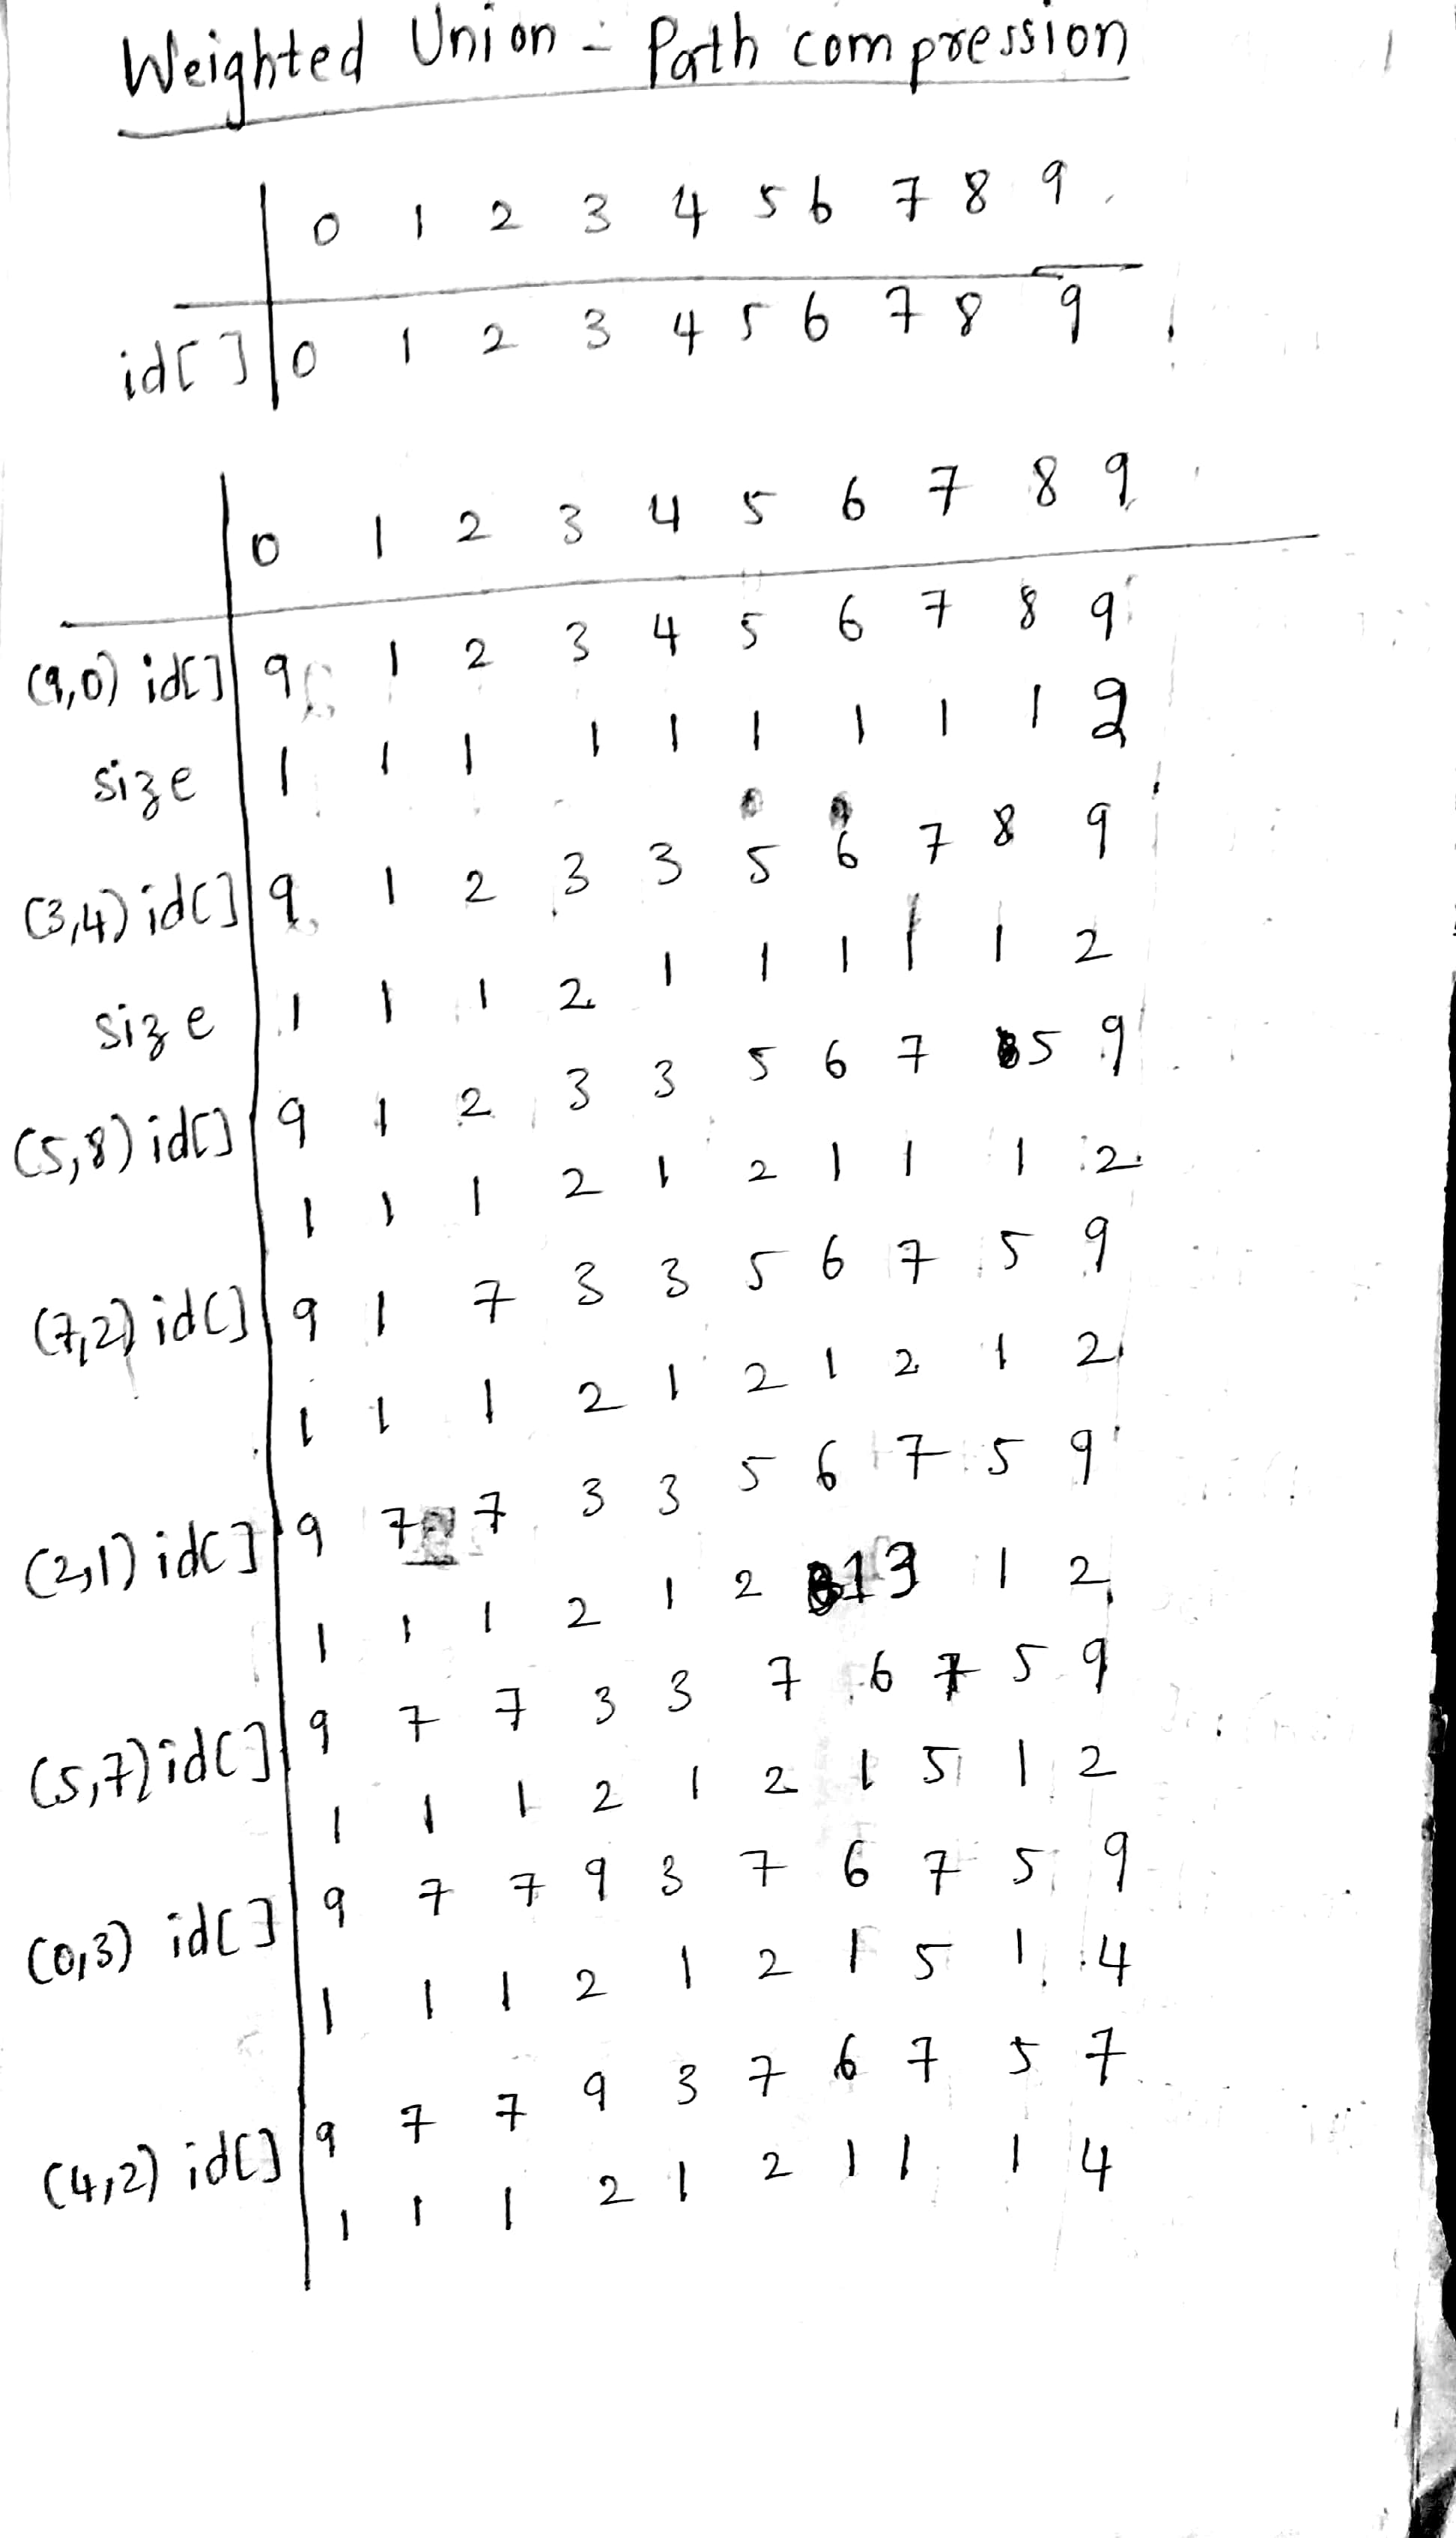 Weighted Union - Path compression
0 1 2 3 4 5 6 7 8 9
id[] 0 1 2 3 4 5 6 7 8 9
0 1 2 3 4 5 6 7 8 9
(9,0) id[] 9 1 2 3 4 5 6 7 8 9
size 1 1 1 1 1 1 1 1 1 2
(3,4) id[] 9 1 2 3 3 5 6 7 8 9
size 1 1 1 2 1 1 1 1 1 2
(5,8) id[] 9 1 2 3 3 5 6 7 5 9
1 1 1 2 1 2 1 1 1 2
(7,2) id[] 9 1 7 3 3 5 6 7 5 9
1 1 1 2 1 2 1 2 1 2
(2,1) id[] 9 7 7 3 3 5 6 7 5 9
1 1 1 2 1 2 1 3 1 2
(5,7) id[] 9 7 7 3 3 7 6 7 5 9
1 1 1 2 1 2 1 5 1 2
(0,3) id[] 9 7 7 9 3 7 6 7 5 9
1 1 1 2 1 2 1 5 1 4
(4,2) id[] 9 7 7 9 3 7 6 7 5 7
1 1 1 2 1 2 1 1 1 4